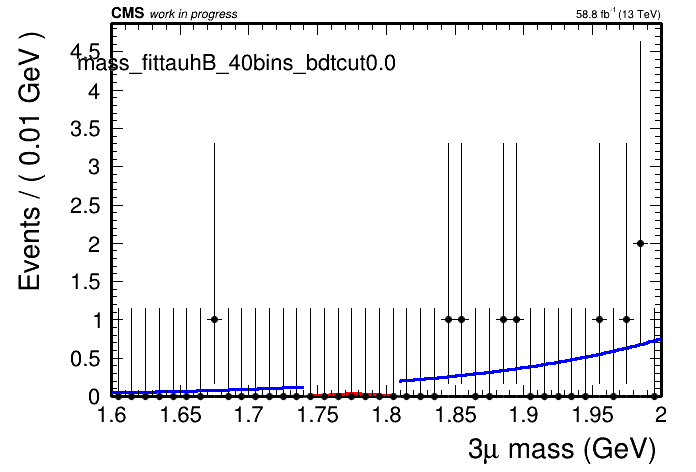 CMS work in progress
58.8 fb⁻¹ (13 TeV)
mass_fittauhB_40bins_bdtcut0.0
Events / ( 0.01 GeV )
4.5
4
3.5
3
2.5
2
1.5
1
0.5
0
1.6 1.65 1.7 1.75 1.8 1.85 1.9 1.95 2
3μ mass (GeV)